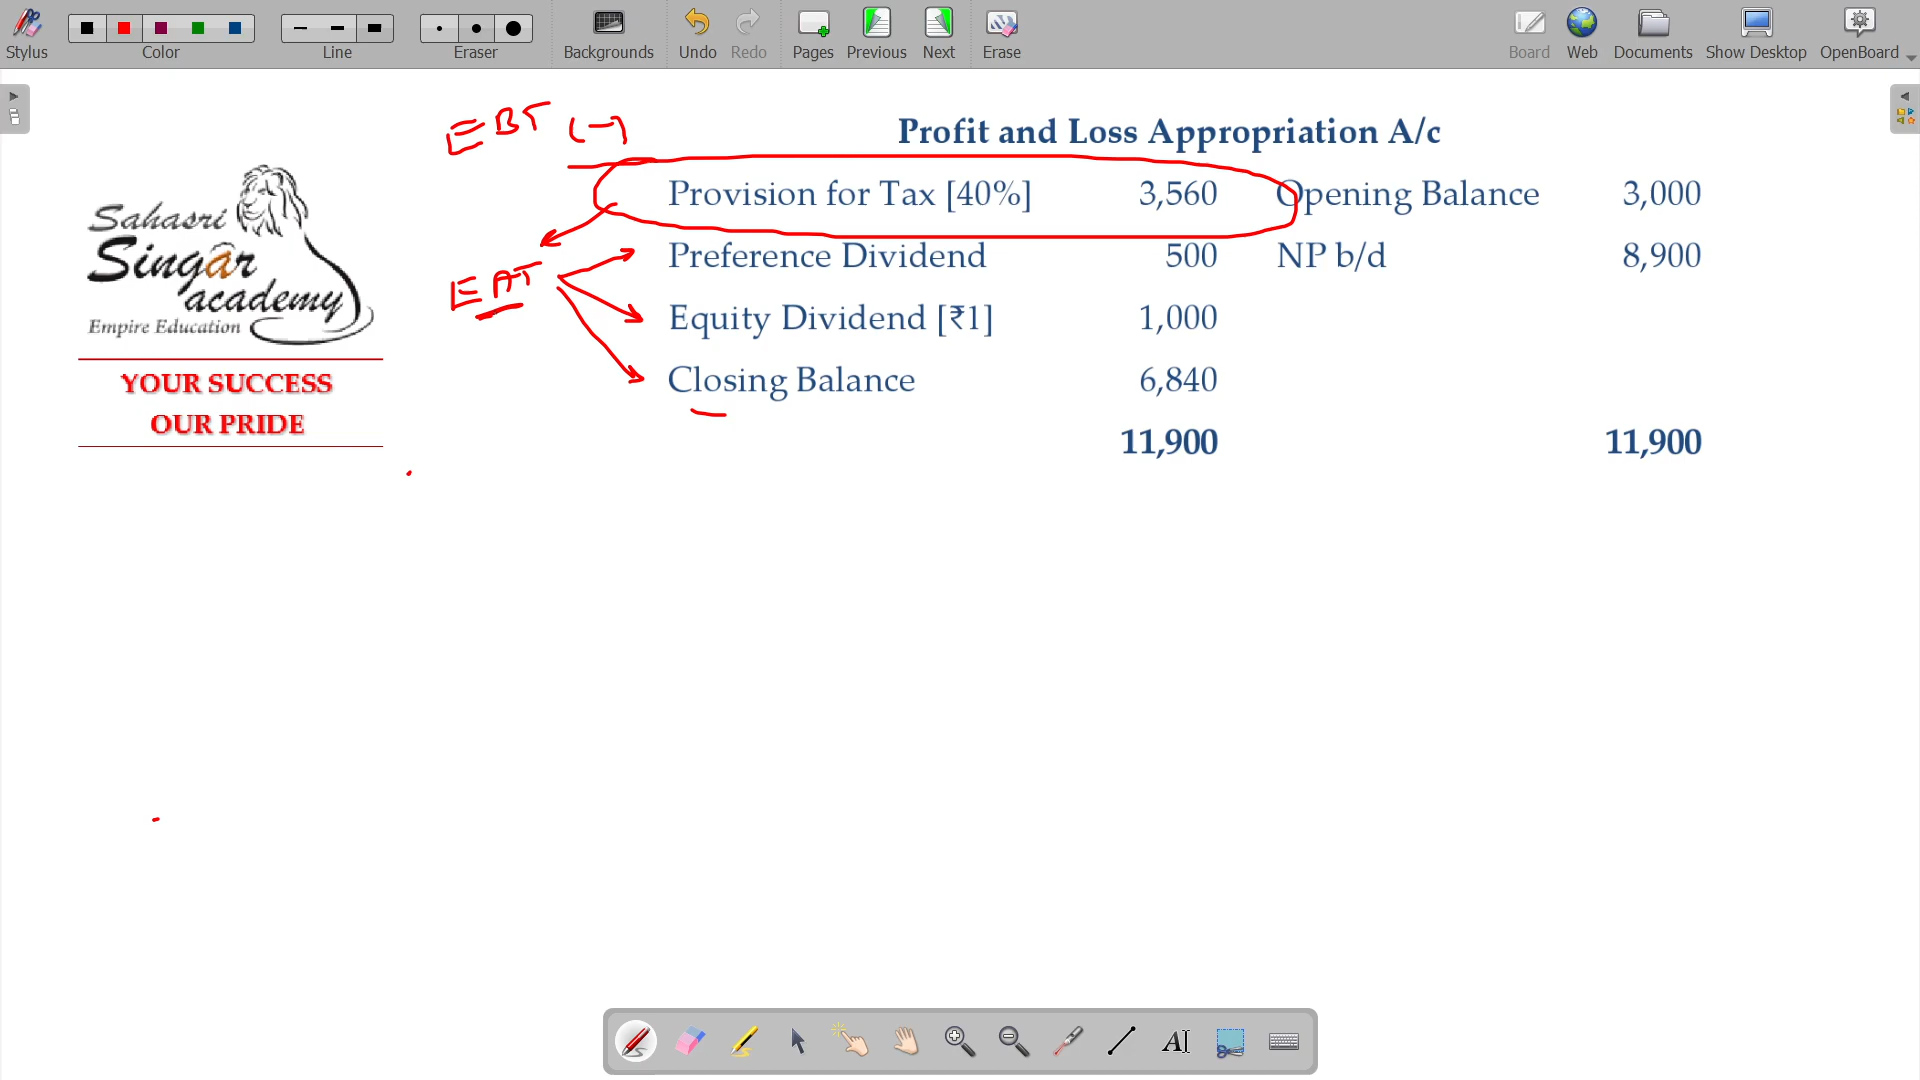 Stylus
Color
Line
Eraser
Backgrounds
Undo
Redo
Pages
Previous
Next
Erase
Board
Web
Documents
Show Desktop
OpenBoard
EBT (-)
Profit and Loss Appropriation A/c
Sahasri
Singar
academy
Empire Education
YOUR SUCCESS
OUR PRIDE
Provision for Tax [40%] 3,560 Opening Balance 3,000
EAT
Preference Dividend 500 NP b/d 8,900
Equity Dividend [₹1] 1,000
Closing Balance 6,840
11,900 11,900
AI